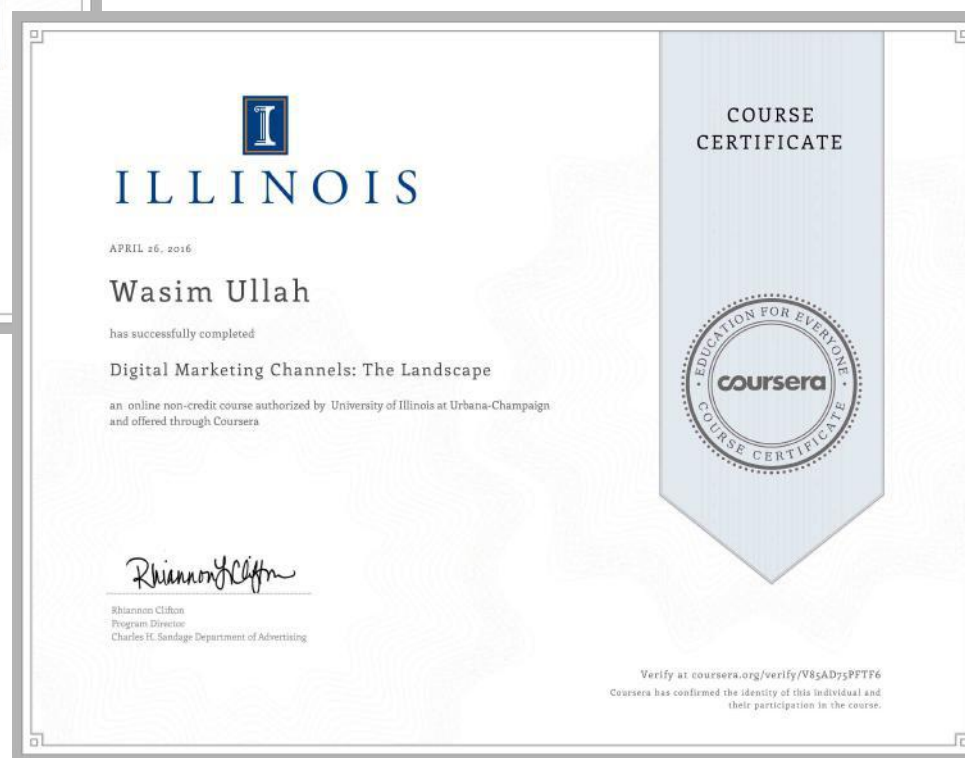 ILLINOIS
APRIL 26, 2016
Wasim Ullah
has successfully completed
Digital Marketing Channels: The Landscape
an online non-credit course authorized by University of Illinois at Urbana-Champaign
and offered through Coursera
Rhiannon Clifton
Program Director
Charles H. Sandage Department of Advertising
COURSE
CERTIFICATE
EDUCATION FOR EVERYONE
coursera
COURSE CERTIFICATE
Verify at coursera.org/verify/V85AD75PFTF6
Coursera has confirmed the identity of this individual and
their participation in the course.